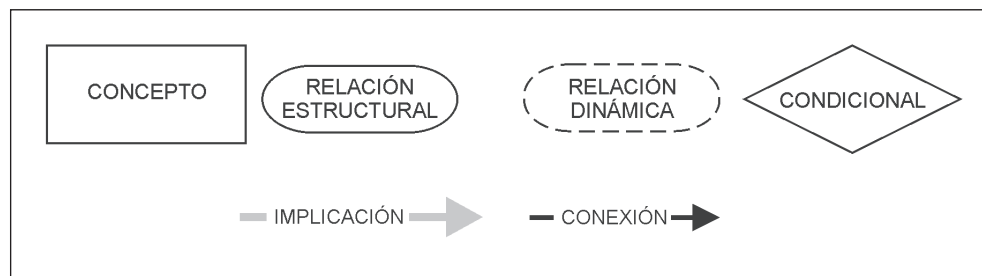 CONCEPTO
RELACIÓN
ESTRUCTURAL
RELACIÓN
DINÁMICA
CONDICIONAL
IMPLICACIÓN
CONEXIÓN